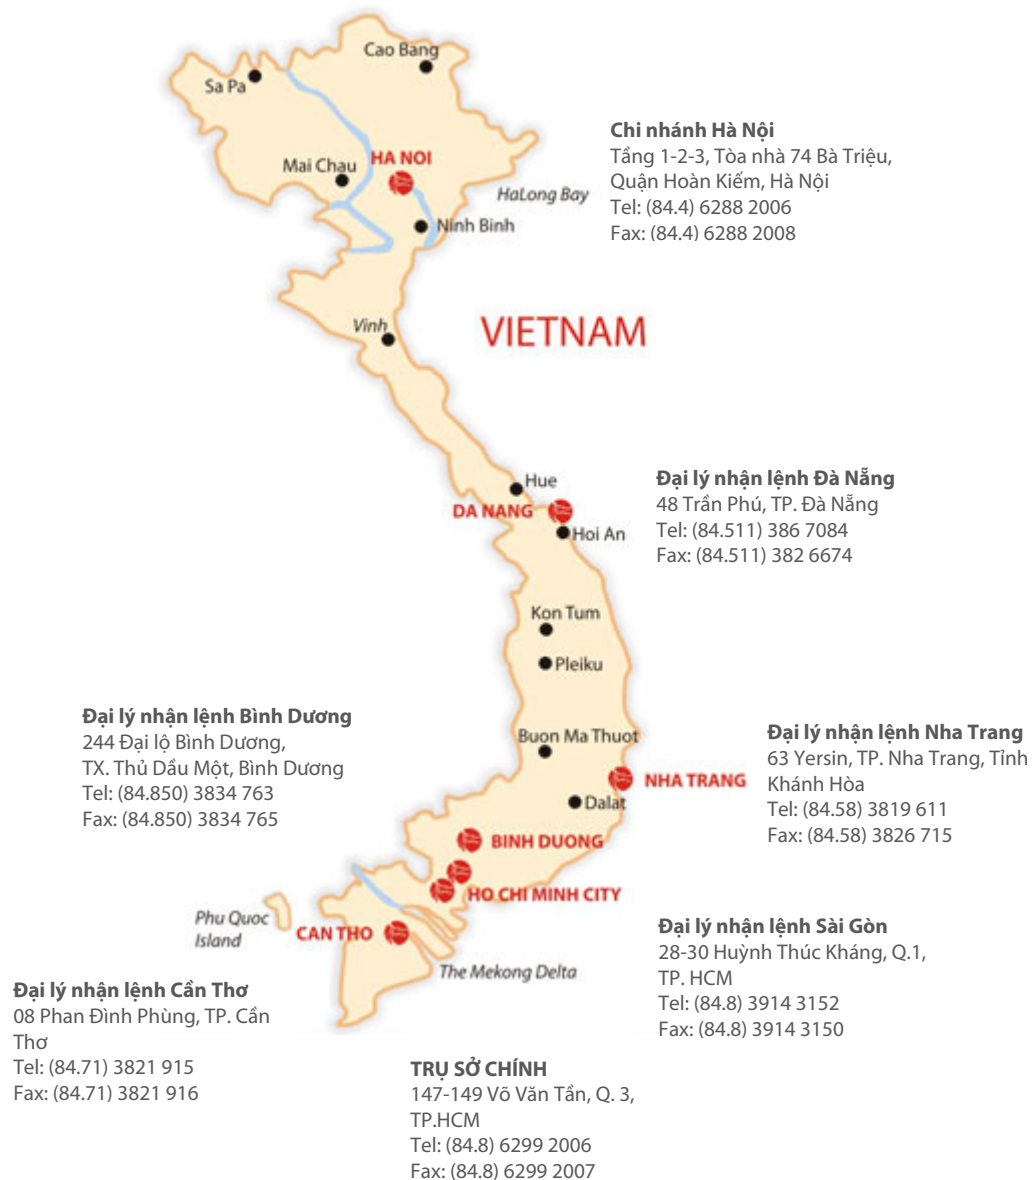 Cao Bang
Sa Pa
HA NOI
Mai Chau
HaLong Bay
Ninh Binh
Chi nhánh Hà Nội
Tầng 1-2-3, Tòa nhà 74 Bà Triệu,
Quận Hoàn Kiếm, Hà Nội
Tel: (84.4) 6288 2006
Fax: (84.4) 6288 2008
Vinh
VIETNAM
Hue
DA NANG
Hoi An
Đại lý nhận lệnh Đà Nẵng
48 Trần Phú, TP. Đà Nẵng
Tel: (84.511) 386 7084
Fax: (84.511) 382 6674
Kon Tum
Pleiku
Buon Ma Thuot
NHA TRANG
Dalat
Đại lý nhận lệnh Bình Dương
244 Đại lộ Bình Dương,
TX. Thủ Dầu Một, Bình Dương
Tel: (84.850) 3834 763
Fax: (84.850) 3834 765
Đại lý nhận lệnh Nha Trang
63 Yersin, TP. Nha Trang, Tỉnh
Khánh Hòa
Tel: (84.58) 3819 611
Fax: (84.58) 3826 715
BINH DUONG
HO CHI MINH CITY
Phu Quoc
Island
CAN THO
The Mekong Delta
Đại lý nhận lệnh Sài Gòn
28-30 Huỳnh Thúc Kháng, Q.1,
TP. HCM
Tel: (84.8) 3914 3152
Fax: (84.8) 3914 3150
Đại lý nhận lệnh Cần Thơ
08 Phan Đình Phùng, TP. Cần
Thơ
Tel: (84.71) 3821 915
Fax: (84.71) 3821 916
TRỤ SỞ CHÍNH
147-149 Võ Văn Tần, Q. 3,
TP.HCM
Tel: (84.8) 6299 2006
Fax: (84.8) 6299 2007